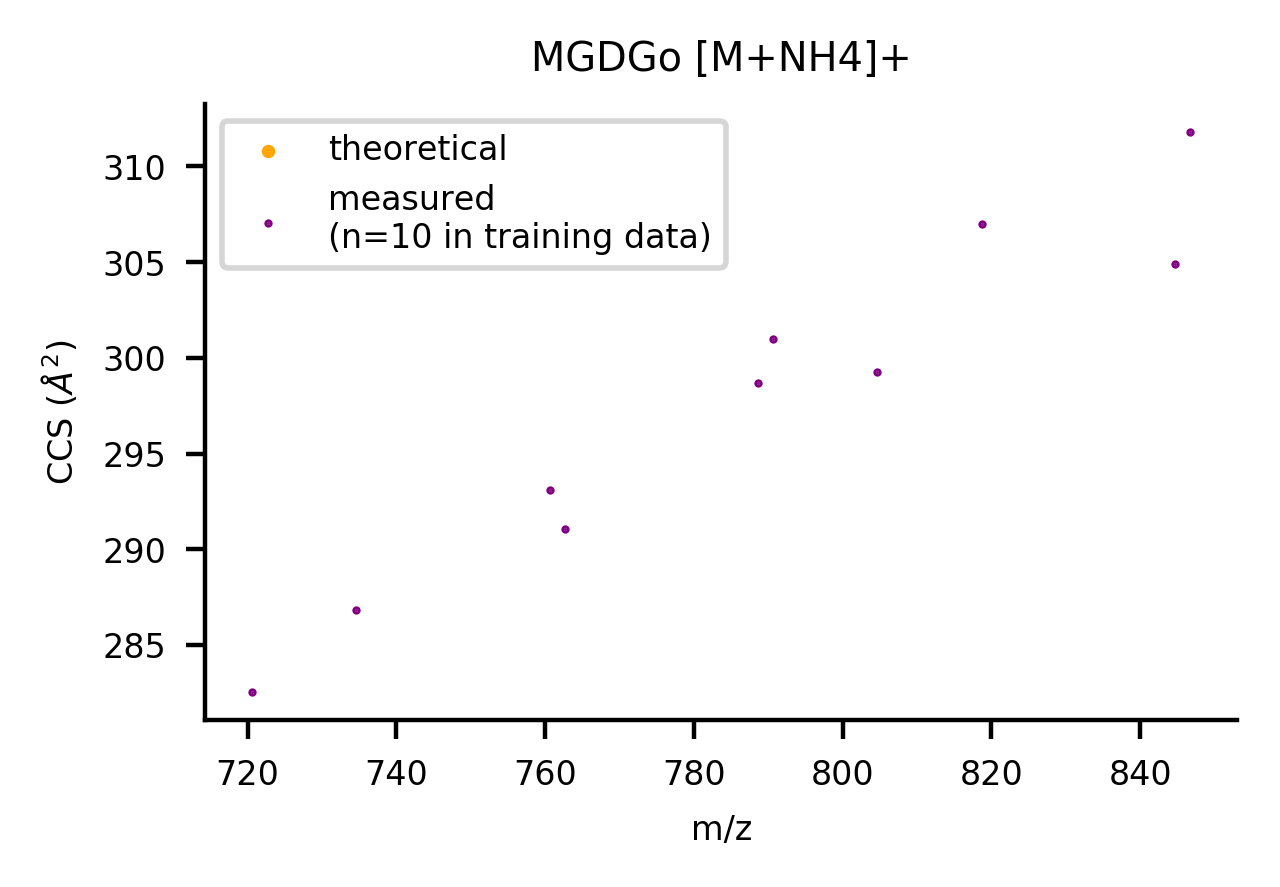 MGDGo [M+NH4]+
theoretical
measured
(n=10 in training data)
310
305
300
295
290
285
CCS (Å²)
720 740 760 780 800 820 840
m/z